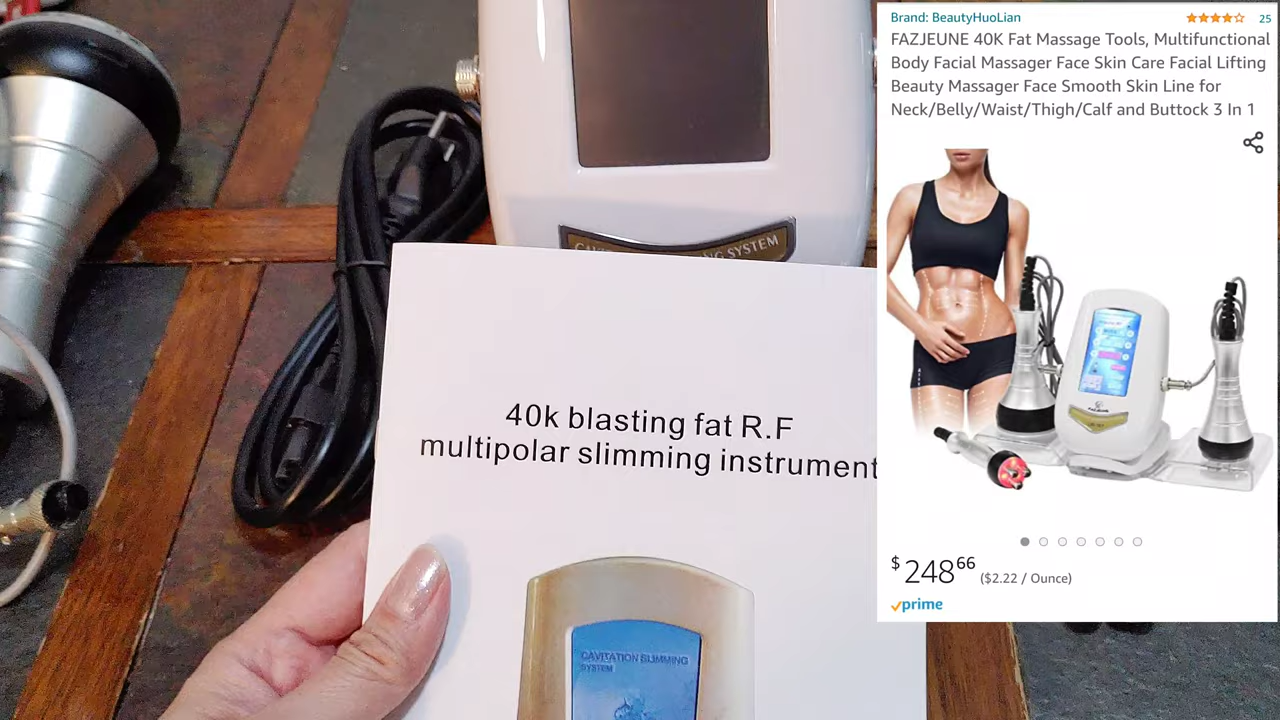 SYSTEM
40k blasting fat R.F
multipolar slimming instrument
CAVITATION SLIMMING
SYSTEM
Brand: BeautyHuoLian
25
FAZJEUNE 40K Fat Massage Tools, Multifunctional
Body Facial Massager Face Skin Care Facial Lifting
Beauty Massager Face Smooth Skin Line for
Neck/Belly/Waist/Thigh/Calf and Buttock 3 In 1
FAZJEUNE
$248.66 ($2.22 / Ounce)
prime